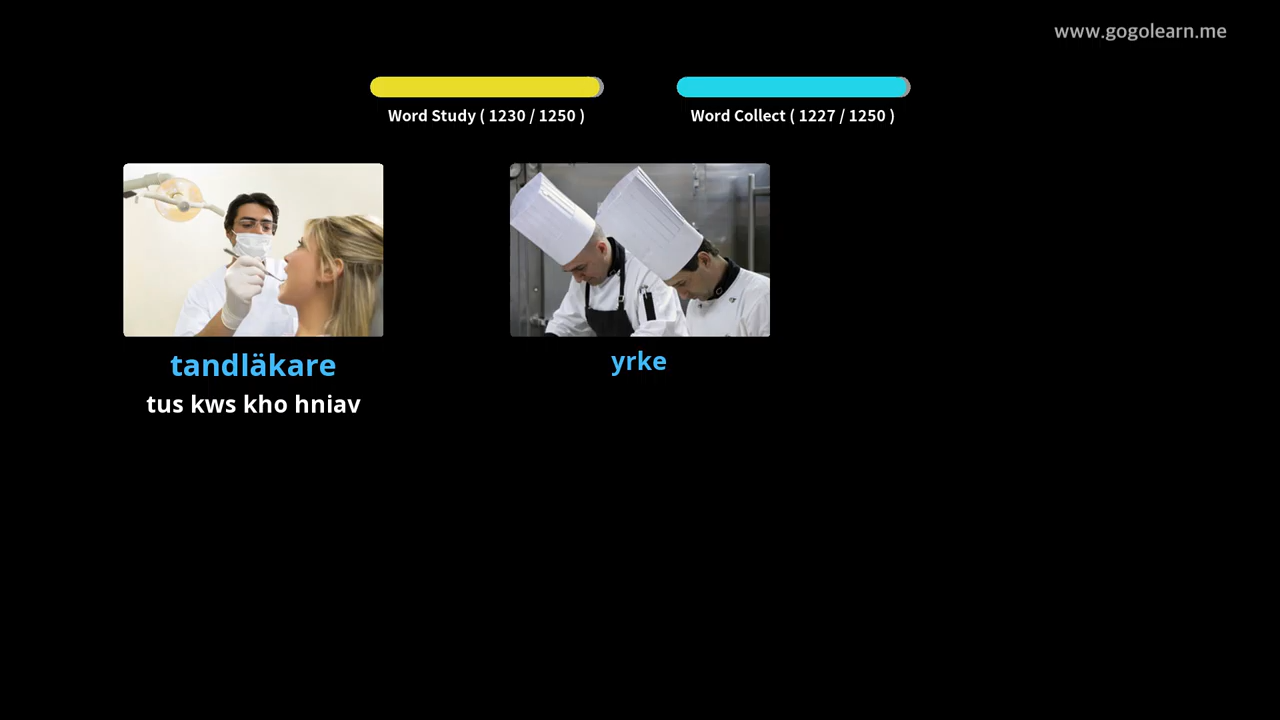 www.gogolearn.me
Word Study ( 1230 / 1250 )
Word Collect ( 1227 / 1250 )
tandläkare
tus kws kho hniav
yrke